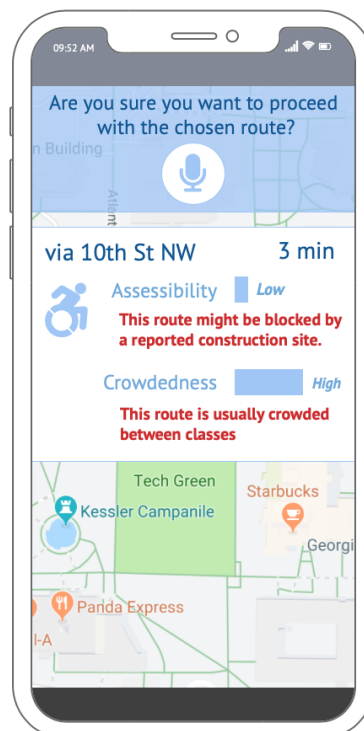 09:52 AM
Are you sure you want to proceed
with the chosen route?
n Building
Atlant
via 10th St NW
3 min
Assessibility
Low
This route might be blocked by
a reported construction site.
Crowdedness
High
This route is usually crowded
between classes
Tech Green
Starbucks
Kessler Campanile
Georgi
Panda Express
l-A